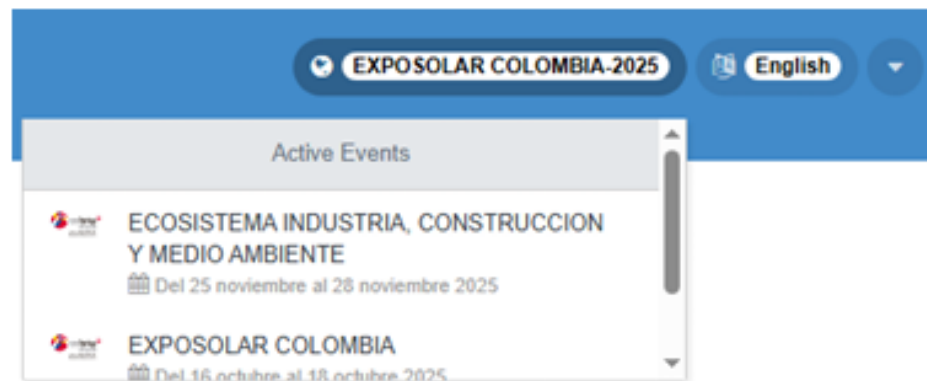 EXPOSOLAR COLOMBIA-2025 English
Active Events
ECOSISTEMA INDUSTRIA, CONSTRUCCION
Y MEDIO AMBIENTE
Del 25 noviembre al 28 noviembre 2025
EXPOSOLAR COLOMBIA
Del 16 octubre al 18 octubre 2025